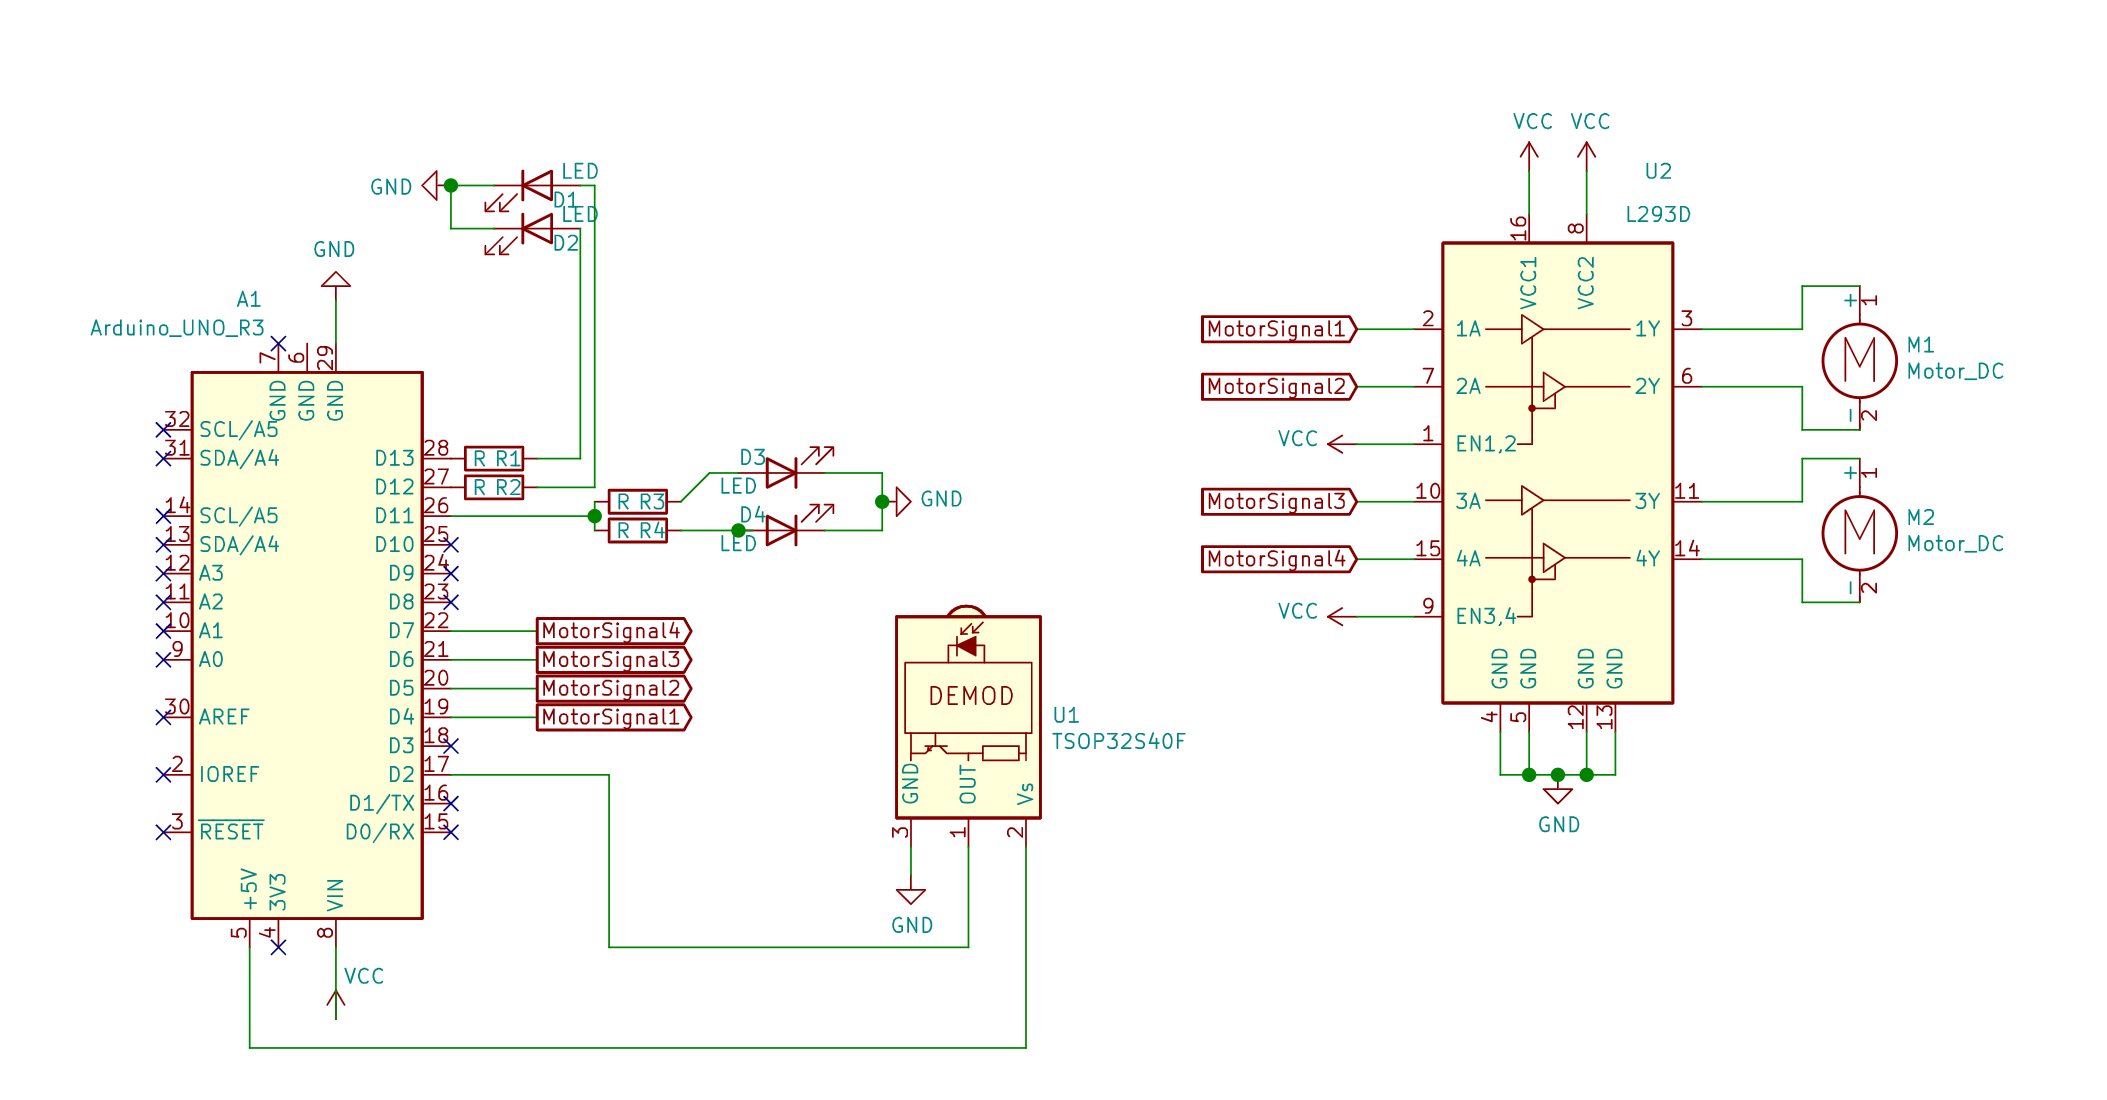 VCC VCC
U2
L293D
GND
LED
D1
LED
D2
GND
A1
Arduino_UNO_R3
7 6 29
GND GND GND
32 SCL/A5
31 SDA/A4
14 SCL/A5
13 SDA/A4
12 A3
11 A2
10 A1
9 A0
30 AREF
2 IOREF
3 RESET
D13 28 R R1
D12 27 R R2
D11 26
D10 25
D9 24
D8 23
D7 22 MotorSignal4
D6 21 MotorSignal3
D5 20 MotorSignal2
D4 19 MotorSignal1
D3 18
D2 17
D1/TX 16
D0/RX 15
+5V 3V3 VIN
5 4 8
VCC
R R3
R R4
D3
LED
D4
LED
GND
DEMOD
U1
TSOP32S40F
GND OUT Vs
3 1 2
GND
16 8
VCC1 VCC2
MotorSignal1 2 1A 1Y 3
MotorSignal2 7 2A 2Y 6
VCC 1 EN1,2
MotorSignal3 10 3A 3Y 11
MotorSignal4 15 4A 4Y 14
VCC 9 EN3,4
GND GND GND GND
4 5 12 13
GND
+ 1
M
M1
Motor_DC
- 2
+ 1
M
M2
Motor_DC
- 2